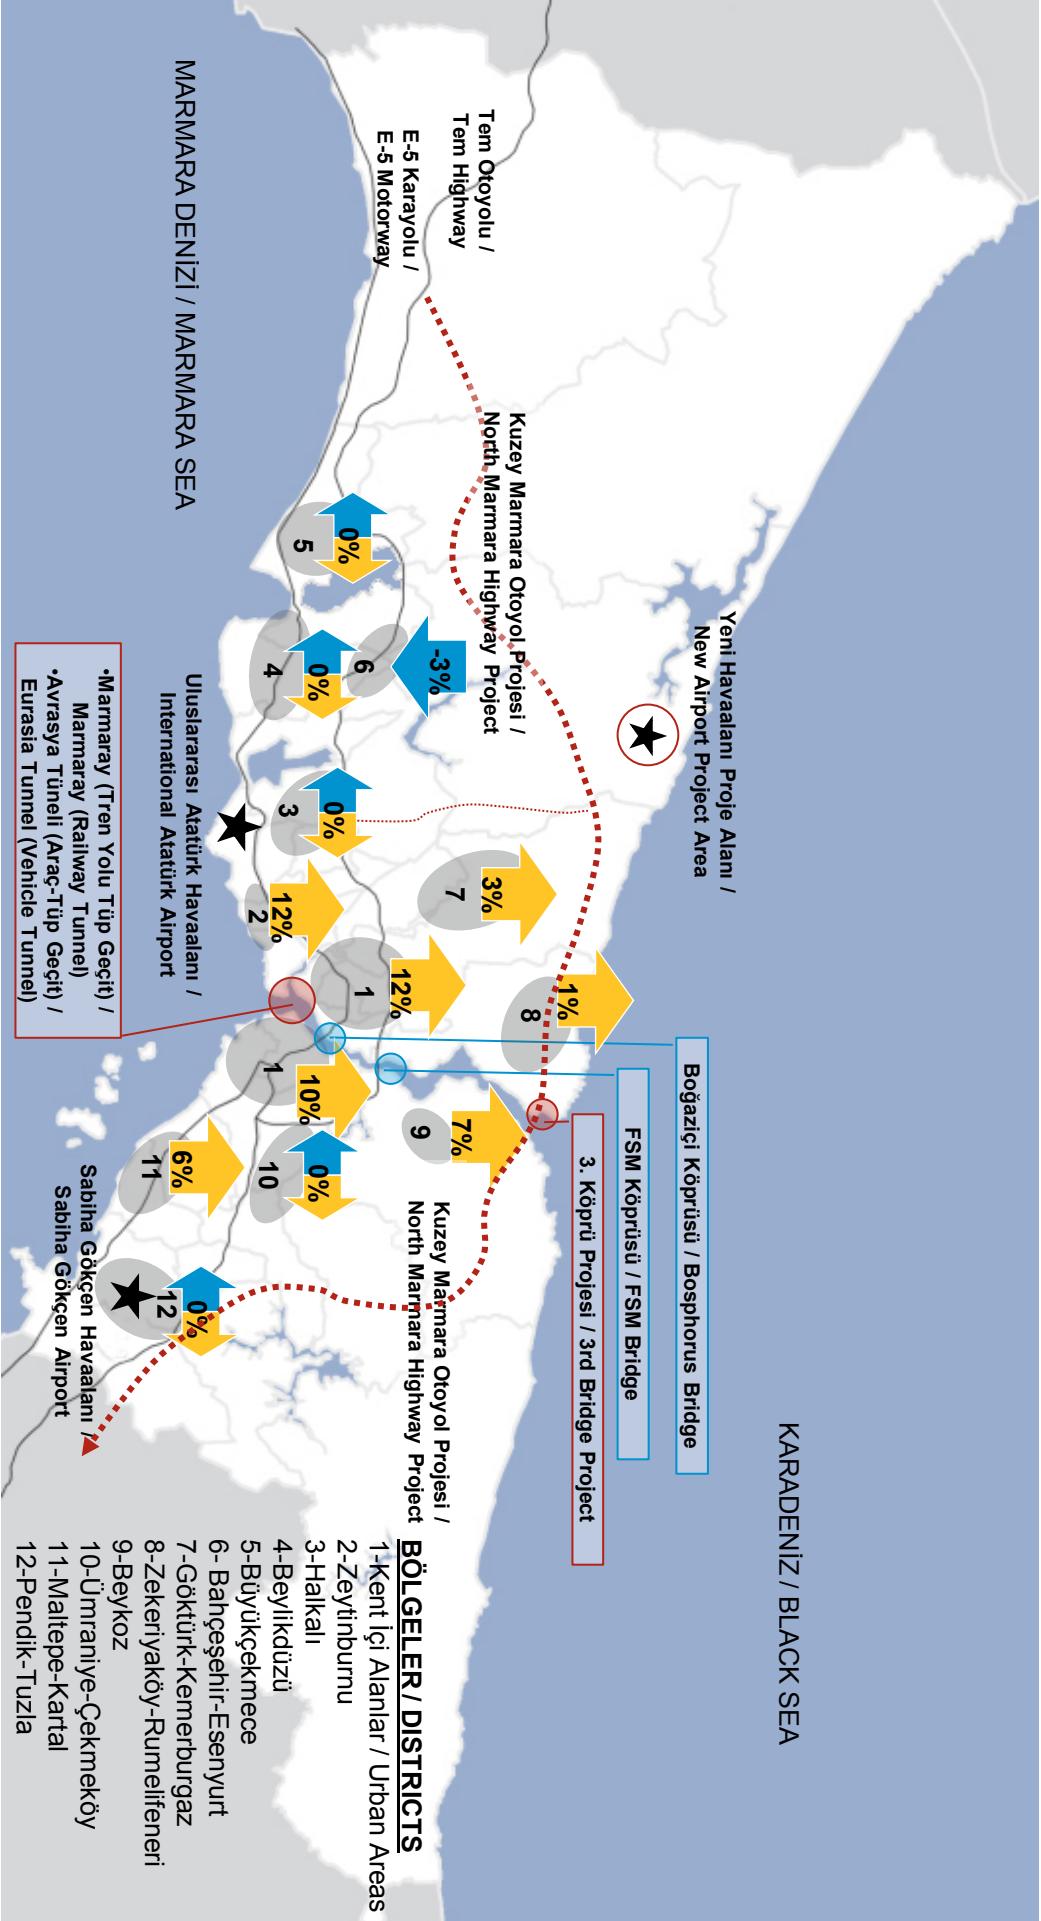 KARADENİZ / BLACK SEA
Yeni Havaalanı Proje Alanı /
New Airport Project Area
Boğaziçi Köprüsü / Bosphorus Bridge
FSM Köprüsü / FSM Bridge
3. Köprü Projesi / 3rd Bridge Project
Tem Otoyolu /
Tem Highway
E-5 Karayolu /
E-5 Motorway
Kuzey Marmara Otoyol Projesi /
North Marmara Highway Project
Kuzey Marmara Otoyol Projesi /
North Marmara Highway Project
0%
5
-3%
6
0%
4
0%
3
12%
2
3%
7
12%
1
1%
8
10%
1
7%
9
0%
10
6%
11
0%
12
MARMARA DENİZİ / MARMARA SEA
Uluslararası Atatürk Havaalanı /
International Atatürk Airport
Sabiha Gökçen Havaalanı /
Sabiha Gökçen Airport
•Marmaray (Tren Yolu Tüp Geçit) /
Marmaray (Railway Tunnel)
•Avrasya Tüneli (Araç-Tüp Geçit) /
Eurasia Tunnel (Vehicle Tunnel)
BÖLGELER / DISTRICTS
1-Kent İçi Alanlar / Urban Areas
2-Zeytinburnu
3-Halkalı
4-Beylikdüzü
5-Büyükçekmece
6- Bahçeşehir-Esenyurt
7-Göktürk-Kemerburgaz
8-Zekeriyaköy-Rumelifeneri
9-Beykoz
10-Ümraniye-Çekmeköy
11-Maltepe-Kartal
12-Pendik-Tuzla